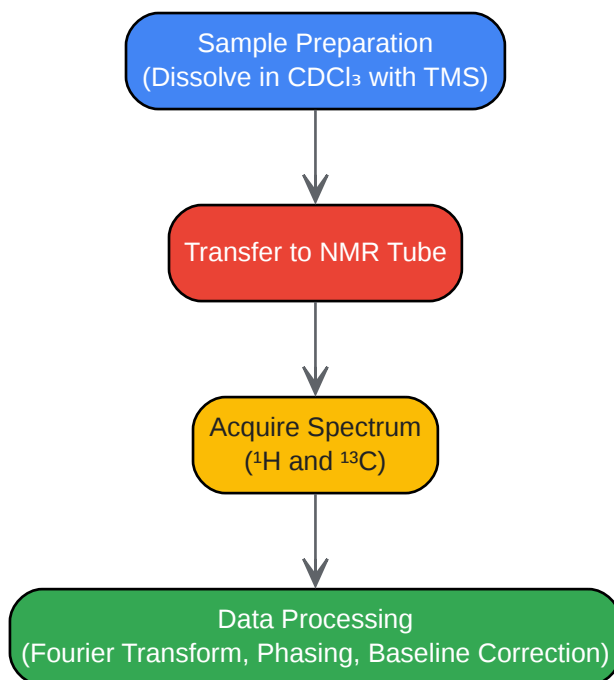 Sample Preparation
(Dissolve in CDCl₃ with TMS)
Transfer to NMR Tube
Acquire Spectrum
(¹H and ¹³C)
Data Processing
(Fourier Transform, Phasing, Baseline Correction)